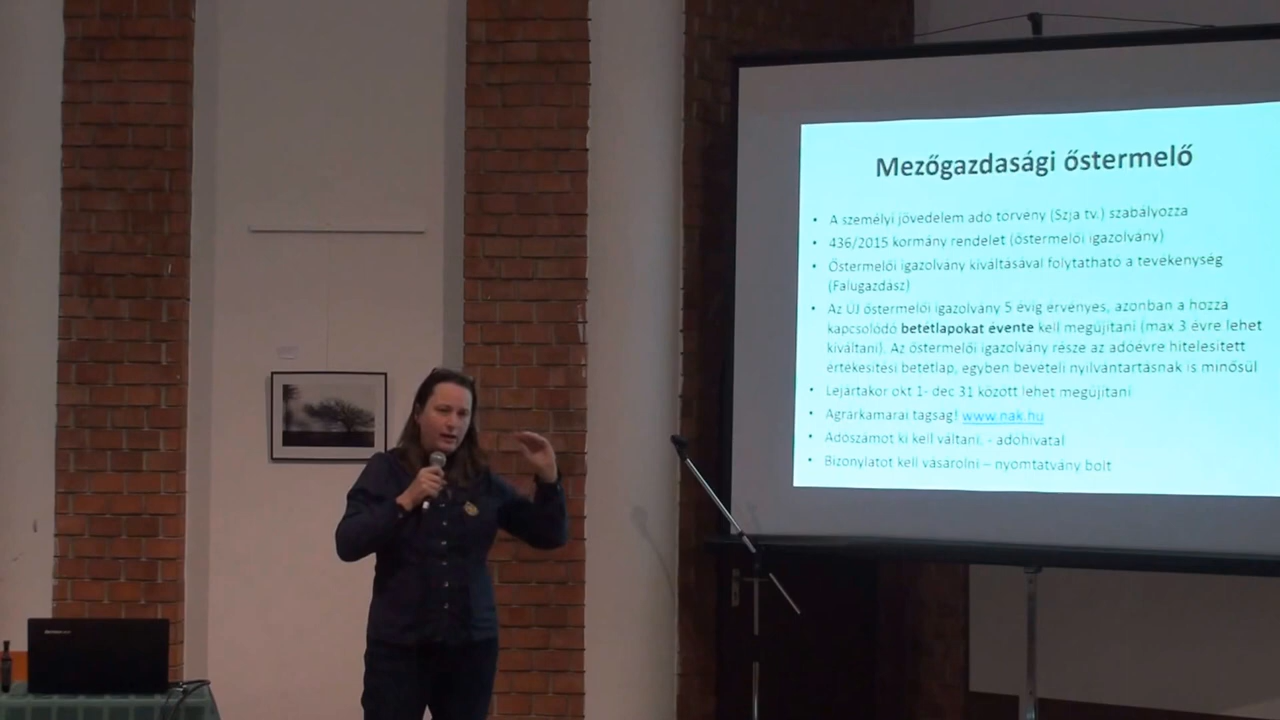 Mezőgazdasági őstermelő
• A személyi jövedelem adó törvény (Szja tv.) szabályozza
• 436/2015 kormány rendelet (őstermelői igazolvány)
• Őstermelői igazolvány kiváltásával folytatható a tevékenység
(Falugazdász)
• Az ÚJ őstermelői igazolvány 5 évig érvényes, azonban a hozzá
kapcsolódó betétlapokat évente kell megújítani (max 3 évre lehet
kiváltani). Az őstermelői igazolvány része az adóévre hitelesített
értékesítési betétlap, egyben bevételi nyilvántartásnak is minősül
• Lejártakor okt 1- dec 31 között lehet megújítani
• Agrárkamarai tagság! www.nak.hu
• Adószámot ki kell váltani. - adóhivatal
• Bizonylatot kell vásárolni – nyomtatvány bolt
lenovo